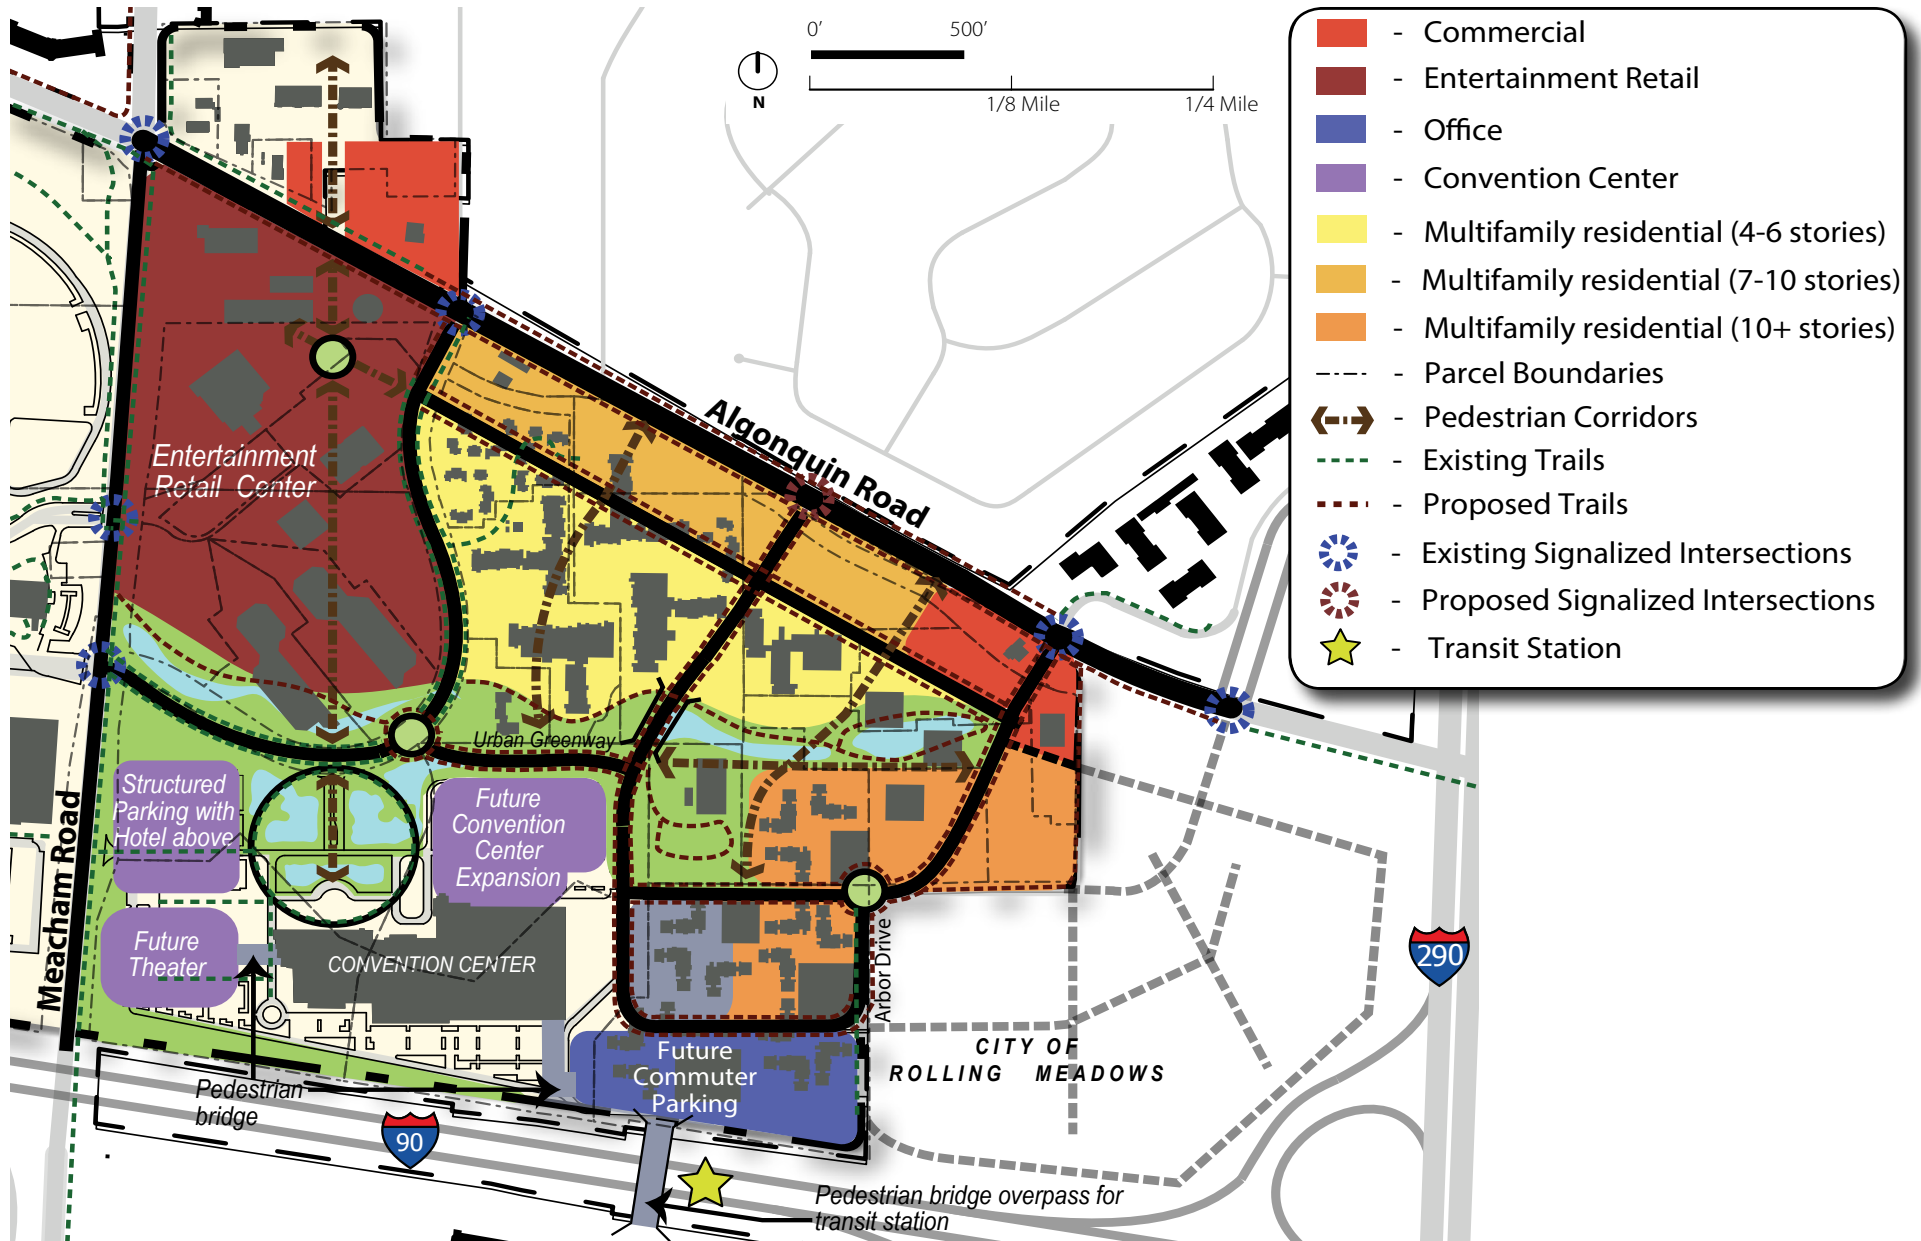 0'
500'
N
1/8 Mile
1/4 Mile
- Commercial
- Entertainment Retail
- Office
- Convention Center
- Multifamily residential (4-6 stories)
- Multifamily residential (7-10 stories)
- Multifamily residential (10+ stories)
- Parcel Boundaries
- Pedestrian Corridors
- Existing Trails
- Proposed Trails
- Existing Signalized Intersections
- Proposed Signalized Intersections
- Transit Station
Algonquin Road
Entertainment
Retail Center
Urban Greenway
Structured
Parking with
Hotel above
Future
Convention
Center
Expansion
Meacham Road
Future
Theater
CONVENTION CENTER
Arbor Drive
290
Future
Commuter
Parking
CITY OF
ROLLING MEADOWS
Pedestrian
bridge
90
Pedestrian bridge overpass for
transit station